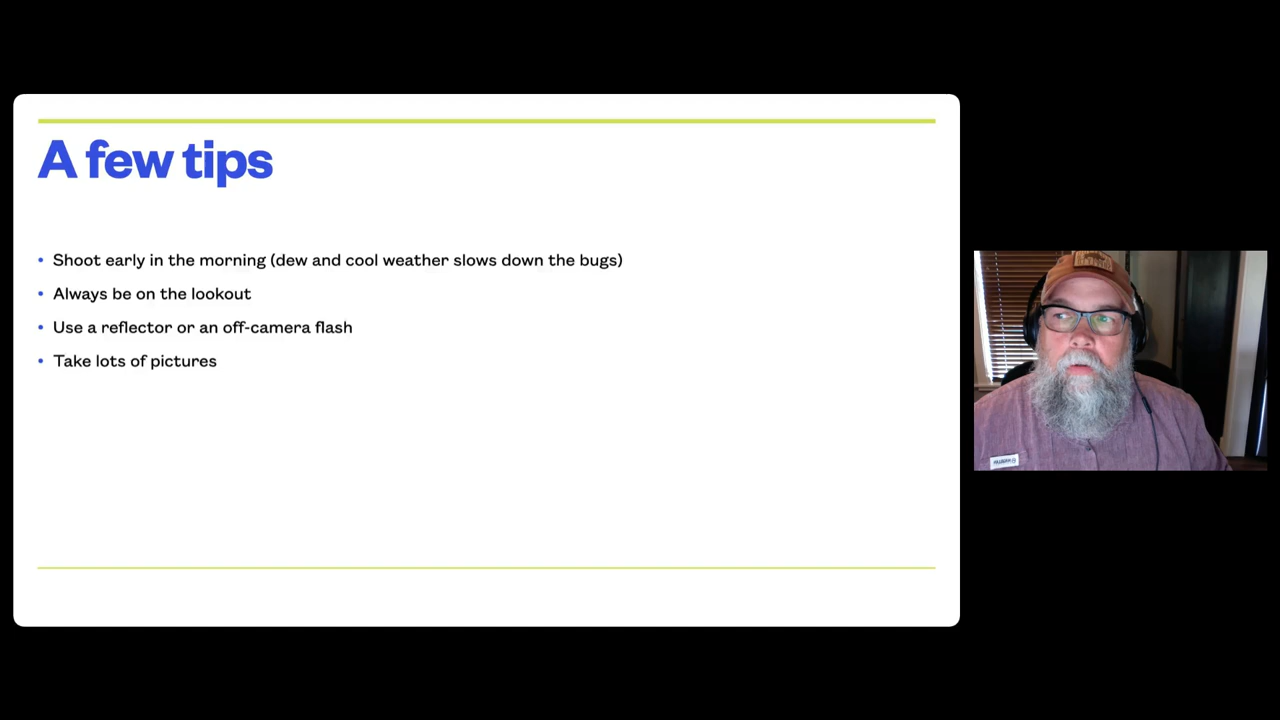 A few tips
• Shoot early in the morning (dew and cool weather slows down the bugs)
• Always be on the lookout
• Use a reflector or an off-camera flash
• Take lots of pictures